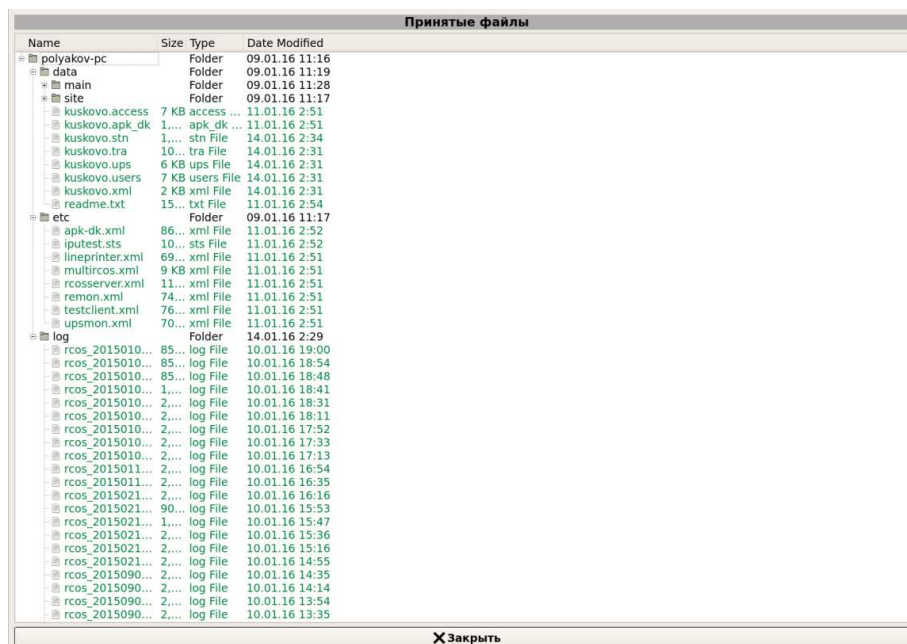 Принятые файлы
Name Size Type Date Modified
polyakov-pc Folder 09.01.16 11:16
data Folder 09.01.16 11:19
main Folder 09.01.16 11:28
site Folder 09.01.16 11:17
kuskovo.access 7 KB access ... 11.01.16 2:51
kuskovo.apk_dk 1,... apk_dk ... 11.01.16 2:51
kuskovo.stn 1,... stn File 14.01.16 2:34
kuskovo.tra 10... tra File 14.01.16 2:31
kuskovo.ups 6 KB ups File 14.01.16 2:31
kuskovo.users 7 KB users File 14.01.16 2:31
kuskovo.xml 2 KB xml File 14.01.16 2:31
readme.txt 15... txt File 11.01.16 2:54
etc Folder 09.01.16 11:17
apk-dk.xml 86... xml File 11.01.16 2:52
iputest.sts 10... sts File 11.01.16 2:52
lineprinter.xml 69... xml File 11.01.16 2:51
multircos.xml 9 KB xml File 11.01.16 2:51
rcosserver.xml 11... xml File 11.01.16 2:51
remon.xml 74... xml File 11.01.16 2:51
testclient.xml 76... xml File 11.01.16 2:51
upsmon.xml 70... xml File 11.01.16 2:51
log Folder 14.01.16 2:29
rcos_2015010... 85... log File 10.01.16 19:00
rcos_2015010... 85... log File 10.01.16 18:54
rcos_2015010... 85... log File 10.01.16 18:48
rcos_2015010... 1,... log File 10.01.16 18:41
rcos_2015010... 2,... log File 10.01.16 18:31
rcos_2015010... 2,... log File 10.01.16 18:11
rcos_2015010... 2,... log File 10.01.16 17:52
rcos_2015010... 2,... log File 10.01.16 17:33
rcos_2015010... 2,... log File 10.01.16 17:13
rcos_2015011... 2,... log File 10.01.16 16:54
rcos_2015011... 2,... log File 10.01.16 16:35
rcos_2015021... 2,... log File 10.01.16 16:16
rcos_2015021... 90... log File 10.01.16 15:53
rcos_2015021... 1,... log File 10.01.16 15:47
rcos_2015021... 2,... log File 10.01.16 15:36
rcos_2015021... 2,... log File 10.01.16 15:16
rcos_2015021... 2,... log File 10.01.16 14:55
rcos_2015090... 2,... log File 10.01.16 14:35
rcos_2015090... 2,... log File 10.01.16 14:14
rcos_2015090... 2,... log File 10.01.16 13:54
rcos_2015090... 2,... log File 10.01.16 13:35
Закрыть